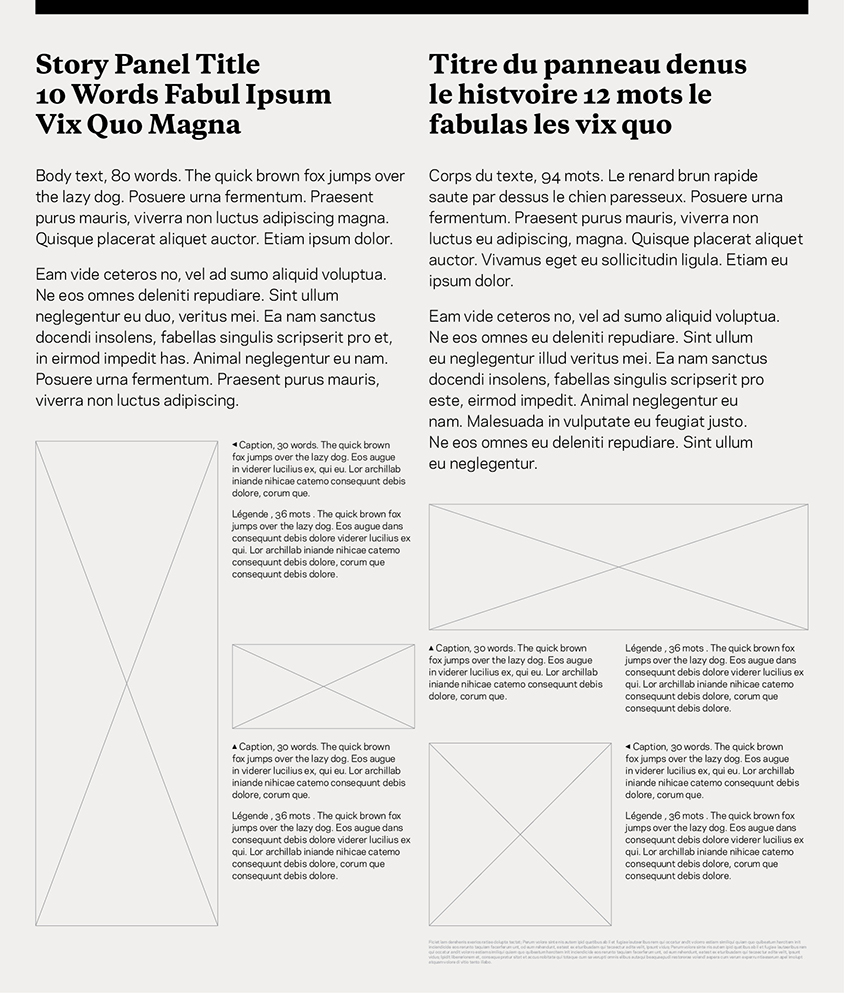 Story Panel Title
10 Words Fabul Ipsum
Vix Quo Magna
Body text, 80 words. The quick brown fox jumps over
the lazy dog. Posuere urna fermentum. Praesent
purus mauris, viverra non luctus adipiscing magna.
Quisque placerat aliquet auctor. Etiam ipsum dolor.
Eam vide ceteros no, vel ad sumo aliquid voluptua.
Ne eos omnes deleniti repudiare. Sint ullum
neglegentur eu duo, veritus mei. Ea nam sanctus
docendi insolens, fabellas singulis scripserit pro et,
in eirmod impedit has. Animal neglegentur eu nam.
Posuere urna fermentum. Praesent purus mauris,
viverra non luctus adipiscing.
◄ Caption, 30 words. The quick brown
fox jumps over the lazy dog. Eos augue
in viderer lucilius ex, qui eu. Lor archillab
iniande nihicae catemo consequunt debis
dolore, corum que.
Légende , 36 mots . The quick brown fox
jumps over the lazy dog. Eos augue dans
consequunt debis dolore viderer lucilius ex
qui. Lor archillab iniande nihicae catemo
consequunt debis dolore, corum que
consequunt debis dolore.
▲ Caption, 30 words. The quick brown
fox jumps over the lazy dog. Eos augue
in viderer lucilius ex, qui eu. Lor archillab
iniande nihicae catemo consequunt debis
dolore, corum que.
Légende , 36 mots . The quick brown fox
jumps over the lazy dog. Eos augue dans
consequunt debis dolore viderer lucilius ex
qui. Lor archillab iniande nihicae catemo
consequunt debis dolore, corum que
consequunt debis dolore.
Titre du panneau denus
le histvoire 12 mots le
fabulas les vix quo
Corps du texte, 94 mots. Le renard brun rapide
saute par dessus le chien paresseux. Posuere urna
fermentum. Praesent purus mauris, viverra non
luctus eu adipiscing, magna. Quisque placerat aliquet
auctor. Vivamus eget eu sollicitudin ligula. Etiam eu
ipsum dolor.
Eam vide ceteros no, vel ad sumo aliquid voluptua.
Ne eos omnes eu deleniti repudiare. Sint ullum
eu neglegentur illud veritus mei. Ea nam sanctus
docendi insolens, fabellas singulis scripserit pro
este, eirmod impedit. Animal neglegentur eu
nam. Malesuada in vulputate eu feugiat justo.
Ne eos omnes eu deleniti repudiare. Sint ullum
eu neglegentur.
▲ Caption, 30 words. The quick brown
fox jumps over the lazy dog. Eos augue
in viderer lucilius ex, qui eu. Lor archillab
iniande nihicae catemo consequunt debis
dolore, corum que.
Légende , 36 mots . The quick brown fox
jumps over the lazy dog. Eos augue dans
consequunt debis dolore viderer lucilius ex
qui. Lor archillab iniande nihicae catemo
consequunt debis dolore, corum que
consequunt debis dolore.
◄ Caption, 30 words. The quick brown
fox jumps over the lazy dog. Eos augue
in viderer lucilius ex, qui eu. Lor archillab
iniande nihicae catemo consequunt debis
dolore, corum que.
Légende , 36 mots . The quick brown fox
jumps over the lazy dog. Eos augue dans
consequunt debis dolore viderer lucilius ex
qui. Lor archillab iniande nihicae catemo
consequunt debis dolore, corum que
consequunt debis dolore.